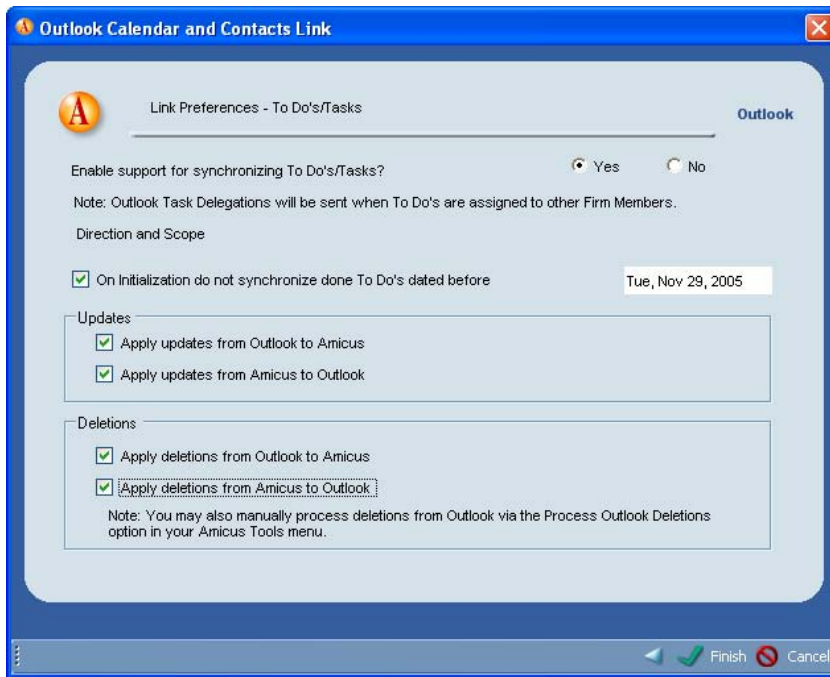 Outlook Calendar and Contacts Link
A
Link Preferences - To Do's/Tasks
Outlook
Enable support for synchronizing To Do's/Tasks?
Yes
No
Note: Outlook Task Delegations will be sent when To Do's are assigned to other Firm Members.
Direction and Scope
On Initialization do not synchronize done To Do's dated before
Tue, Nov 29, 2005
Updates
Apply updates from Outlook to Amicus
Apply updates from Amicus to Outlook
Deletions
Apply deletions from Outlook to Amicus
Apply deletions from Amicus to Outlook
Note: You may also manually process deletions from Outlook via the Process Outlook Deletions
option in your Amicus Tools menu.
Finish
Cancel